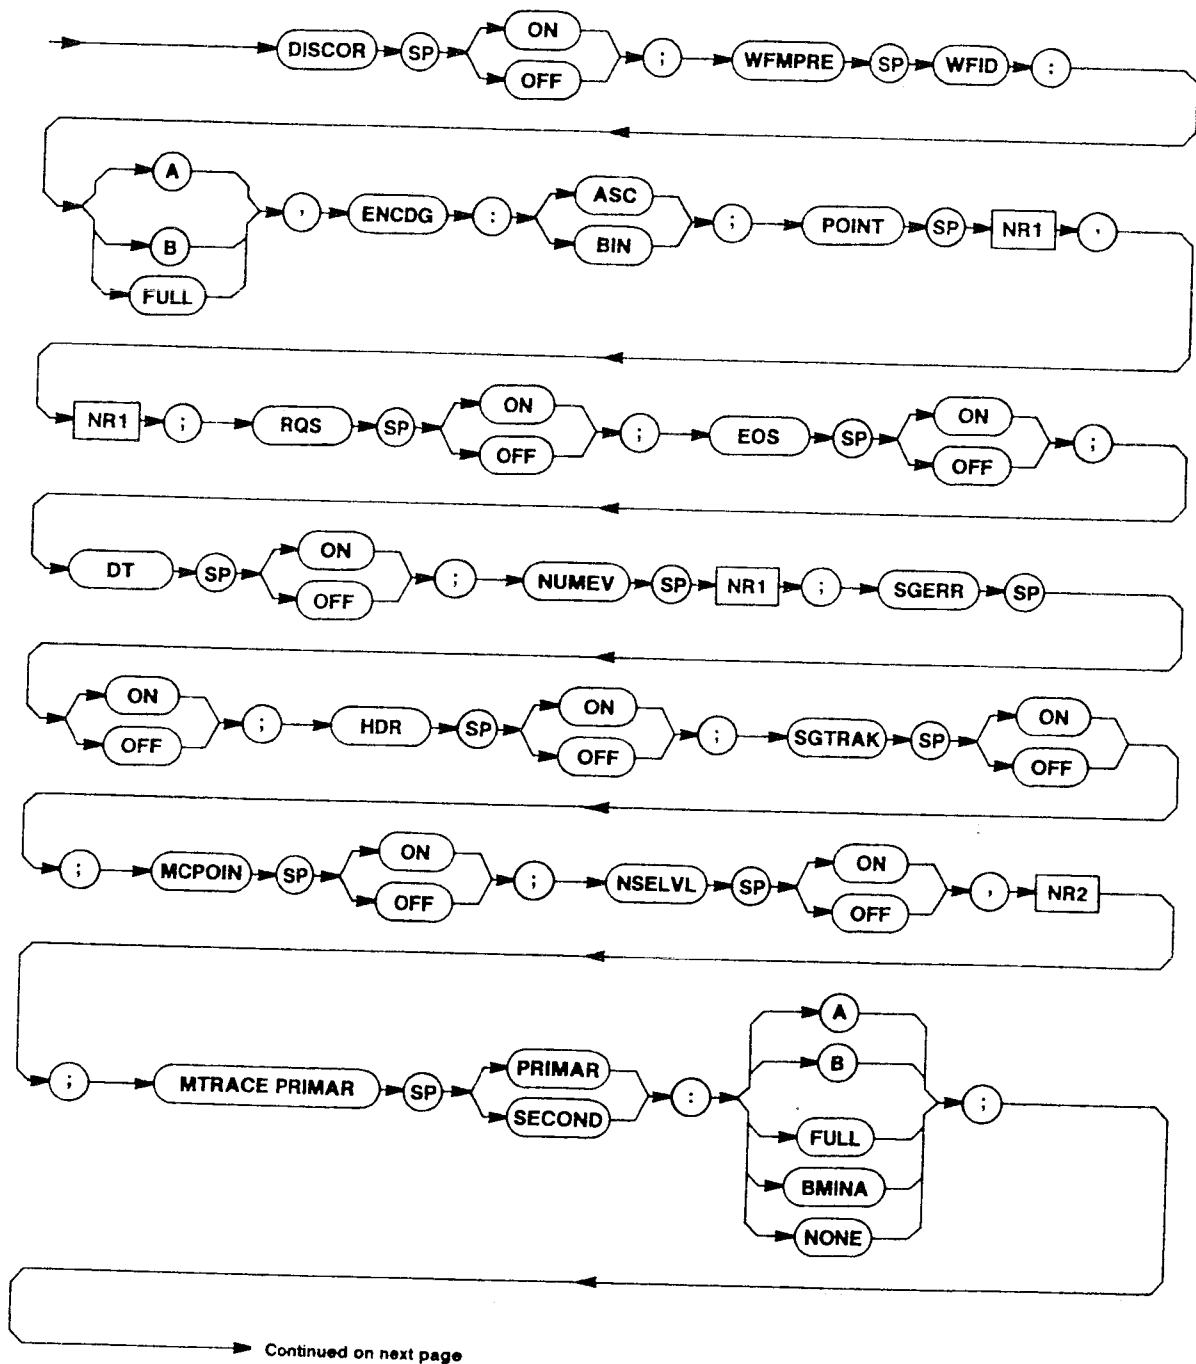 ON
DISCOR SP ; WFMPRE SP WFID :
OFF
A
ASC
B , ENCDG : ; POINT SP NR1 ,
BIN
FULL
ON ON
NR1 ; RQS SP ; EOS SP ;
OFF OFF
ON
DT SP ; NUMEV SP NR1 ; SGERR SP
OFF
ON ON ON
; HDR SP ; SGTRAK SP
OFF OFF OFF
ON ON
; MCPOIN SP ; NSELVL SP , NR2
OFF OFF
A
PRIMAR B
; MTRACE PRIMAR SP : ;
SECOND FULL
BMINA
NONE
Continued on next page